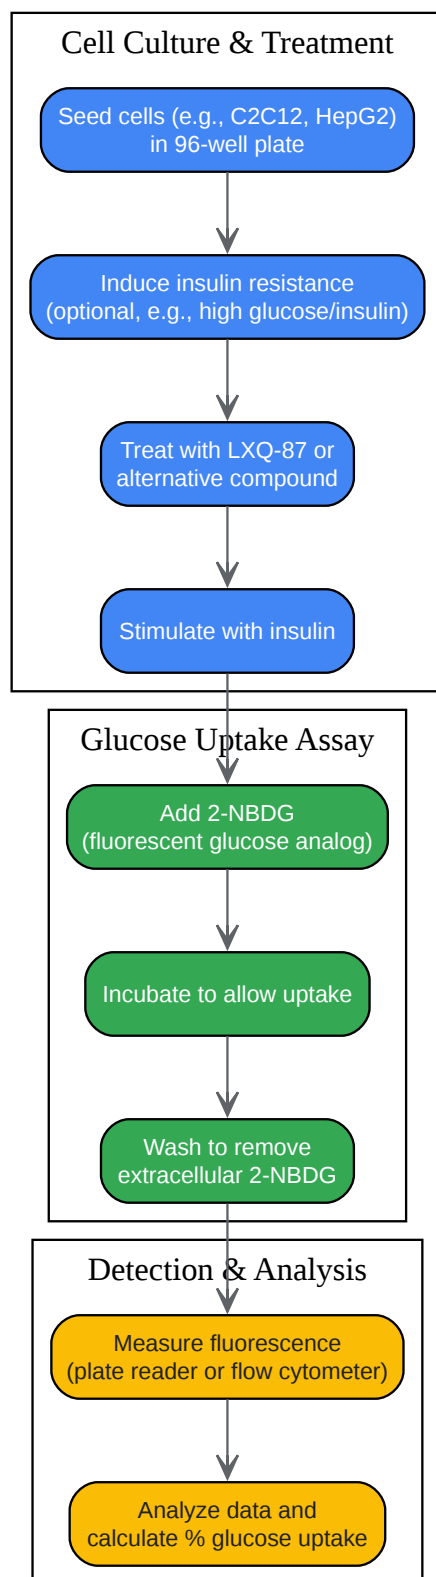 Cell Culture & Treatment
Seed cells (e.g., C2C12, HepG2)
in 96-well plate
Induce insulin resistance
(optional, e.g., high glucose/insulin)
Treat with LXQ-87 or
alternative compound
Stimulate with insulin
Glucose Uptake Assay
Add 2-NBDG
(fluorescent glucose analog)
Incubate to allow uptake
Wash to remove
extracellular 2-NBDG
Detection & Analysis
Measure fluorescence
(plate reader or flow cytometer)
Analyze data and
calculate % glucose uptake